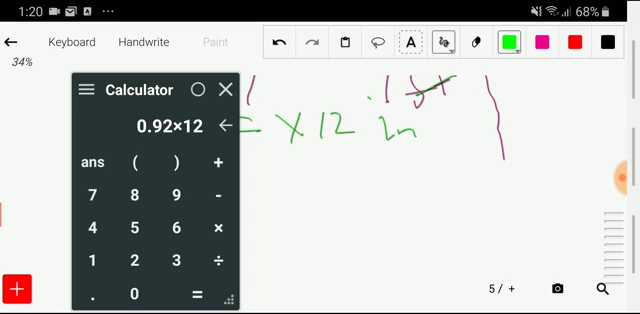 1:20 ... 68%
Keyboard Handwrite Paint A
34%
Calculator
0.92×12
= × 12 in
ans ( ) +
7 8 9 -
4 5 6 ×
1 2 3 ÷
. 0 =
5 / +